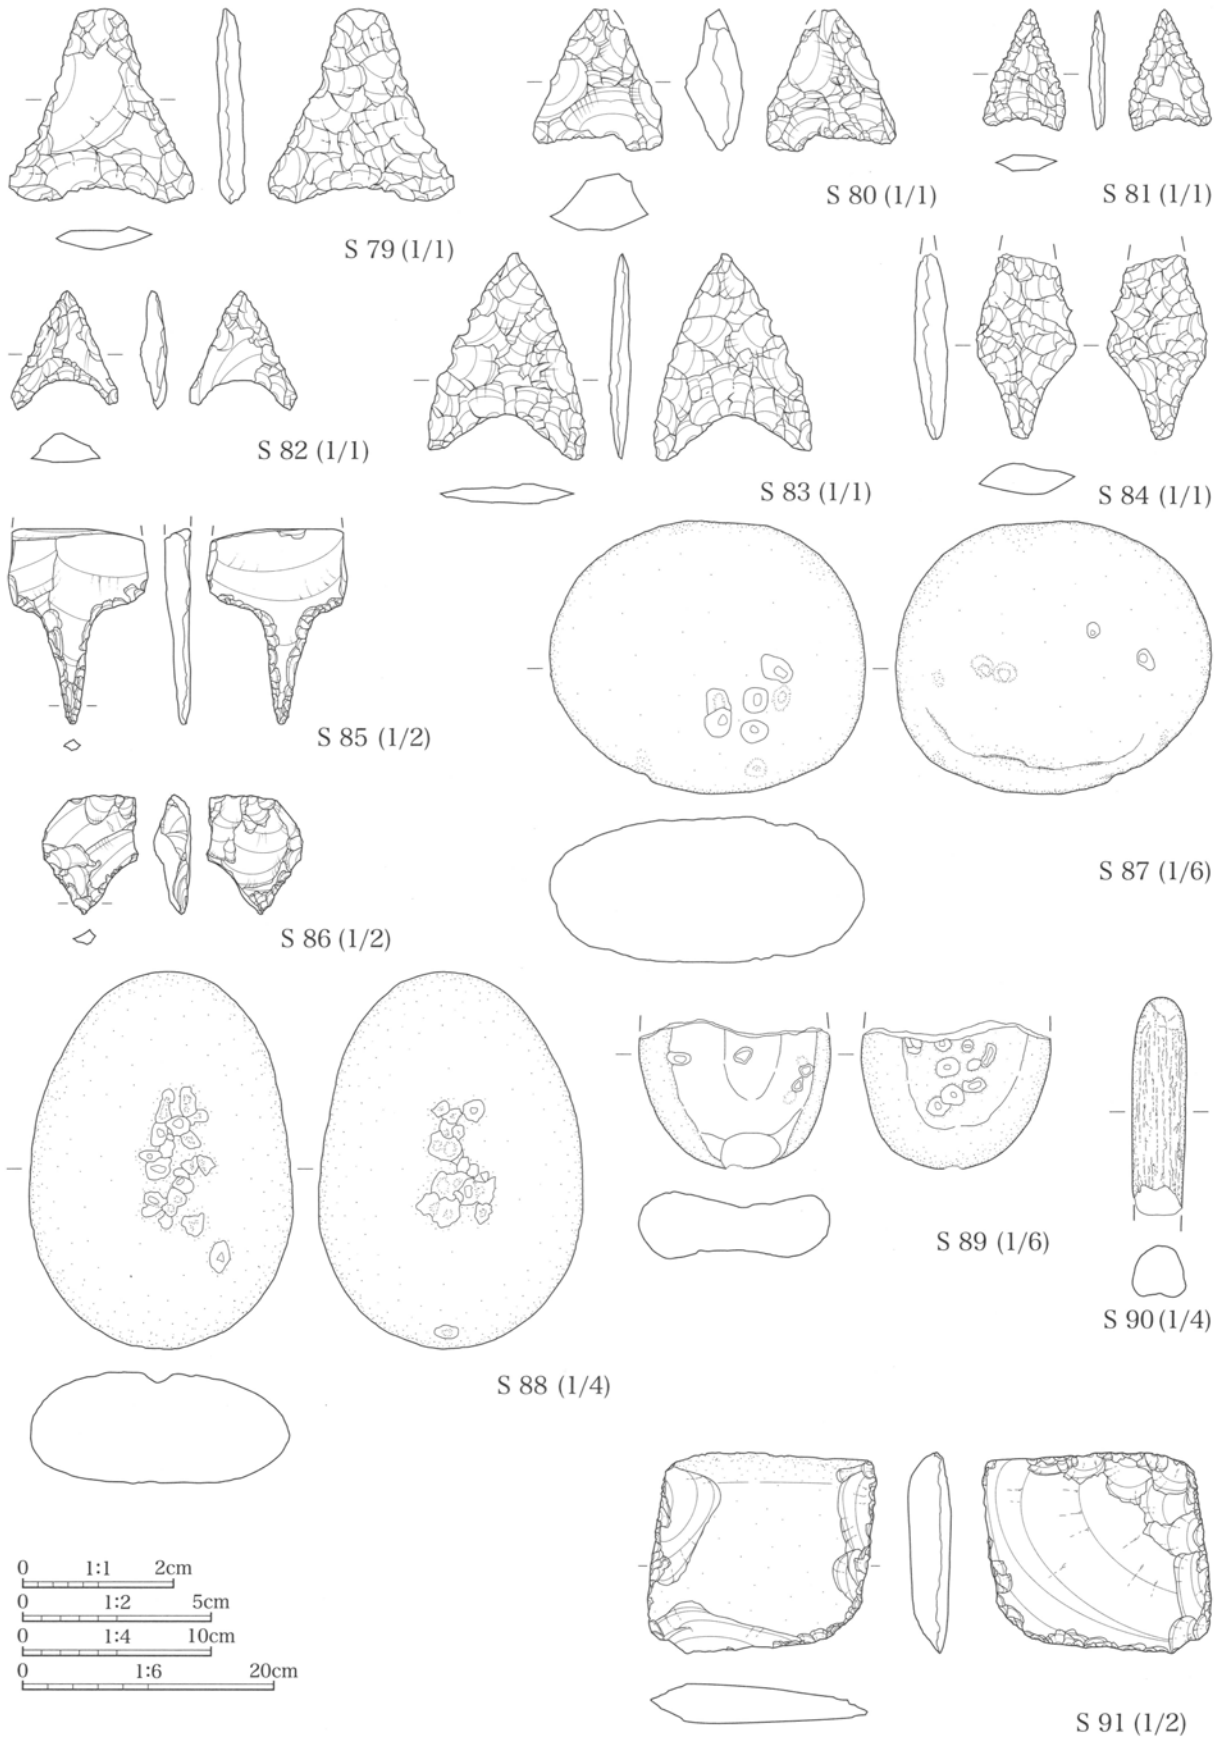 S 79 (1/1)
S 80 (1/1)
S 81 (1/1)
S 82 (1/1)
S 83 (1/1)
S 84 (1/1)
S 85 (1/2)
S 86 (1/2)
S 87 (1/6)
S 88 (1/4)
S 89 (1/6)
S 90 (1/4)
S 91 (1/2)
0 1:1 2cm
0 1:2 5cm
0 1:4 10cm
0 1:6 20cm